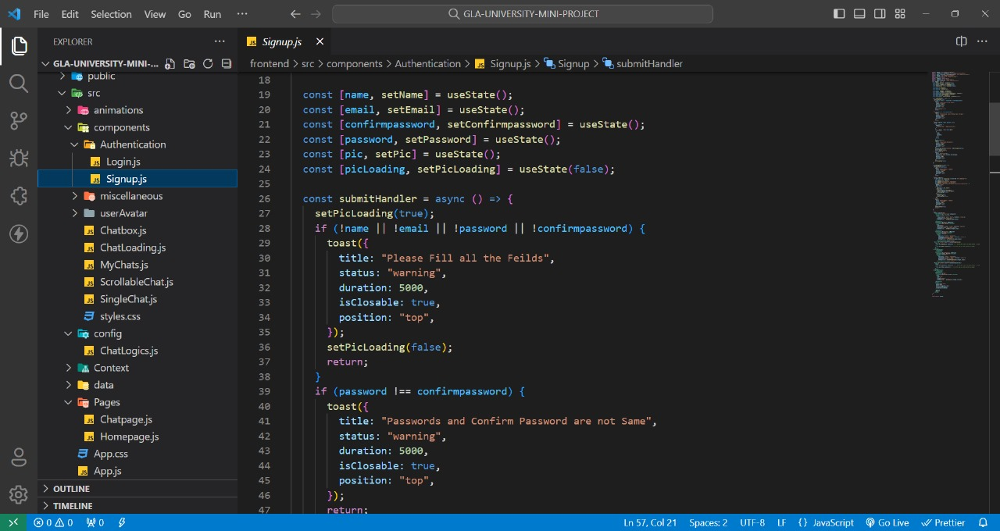 File Edit Selection View Go Run ··· GLA-UNIVERSITY-MINI-PROJECT
EXPLORER ···
GLA-UNIVERSITY-MINI-...
public
src
animations
components
Authentication
Login.js
Signup.js
miscellaneous
userAvatar
Chatbox.js
ChatLoading.js
MyChats.js
ScrollableChat.js
SingleChat.js
styles.css
config
ChatLogics.js
Context
data
Pages
Chatpage.js
Homepage.js
App.css
App.js
OUTLINE
TIMELINE
Signup.js
frontend > src > components > Authentication > Signup.js > Signup > submitHandler
18
19 const [name, setName] = useState();
20 const [email, setEmail] = useState();
21 const [confirmpassword, setConfirmpassword] = useState();
22 const [password, setPassword] = useState();
23 const [pic, setPic] = useState();
24 const [picLoading, setPicLoading] = useState(false);
25
26 const submitHandler = async () => {
27 setPicLoading(true);
28 if (!name || !email || !password || !confirmpassword) {
29 toast({
30 title: "Please Fill all the Feilds",
31 status: "warning",
32 duration: 5000,
33 isClosable: true,
34 position: "top",
35 });
36 setPicLoading(false);
37 return;
38 }
39 if (password !== confirmpassword) {
40 toast({
41 title: "Passwords and Confirm Password are not Same",
42 status: "warning",
43 duration: 5000,
44 isClosable: true,
45 position: "top",
46 });
47 return;
0 0 0 Ln 57, Col 21 Spaces: 2 UTF-8 LF {} JavaScript Go Live Prettier